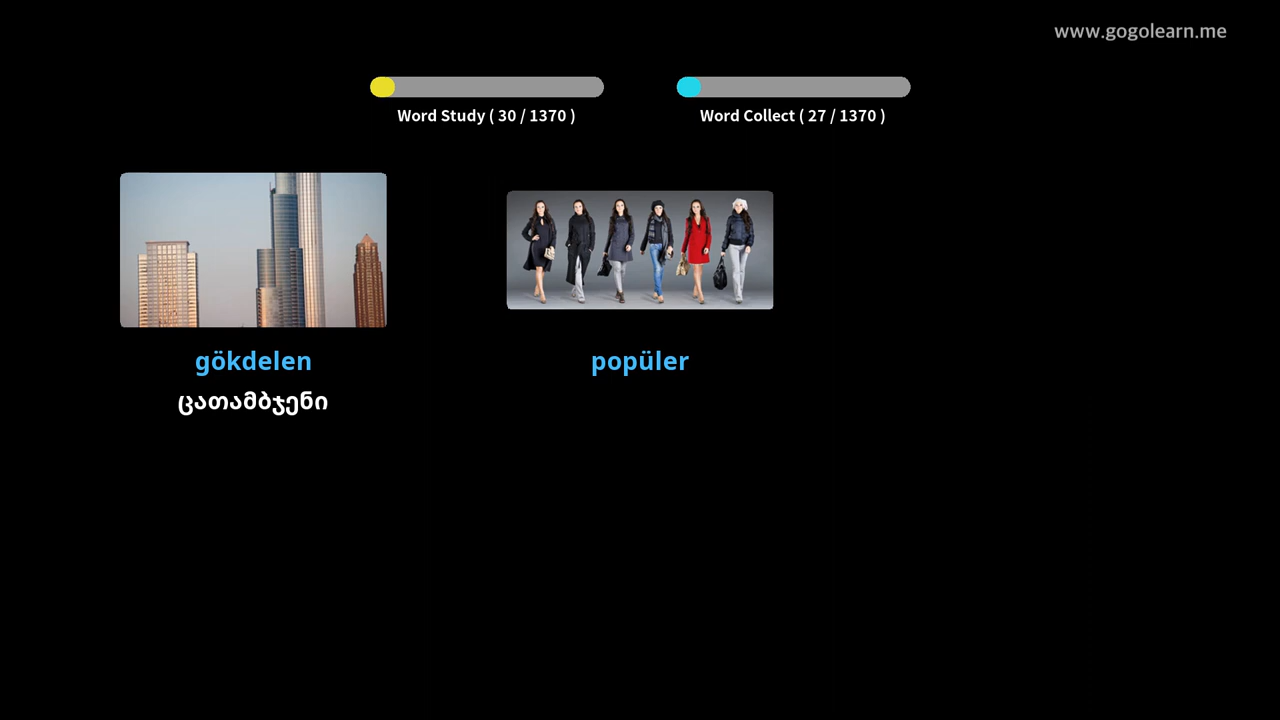 www.gogolearn.me
Word Study ( 30 / 1370 )
Word Collect ( 27 / 1370 )
gökdelen
popüler
ცათამბჯენი